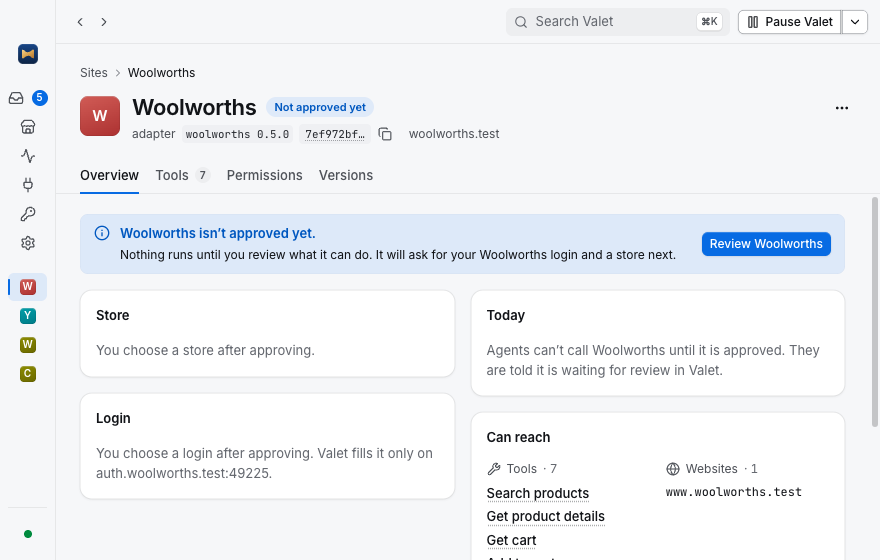 Search Valet
⌘K
Pause Valet
5
Sites
Woolworths
W
Woolworths
Not approved yet
adapter
woolworths 0.5.0
7ef972bf…
woolworths.test
Overview
Tools 7
Permissions
Versions
Woolworths isn’t approved yet.
Nothing runs until you review what it can do. It will ask for your Woolworths login and a store next.
Review Woolworths
W
Y
W
C
Store
You choose a store after approving.
Login
You choose a login after approving. Valet fills it only on
auth.woolworths.test:49225.
Today
Agents can’t call Woolworths until it is approved. They
are told it is waiting for review in Valet.
Can reach
Tools · 7
Search products
Get product details
Get cart
Websites · 1
www.woolworths.test